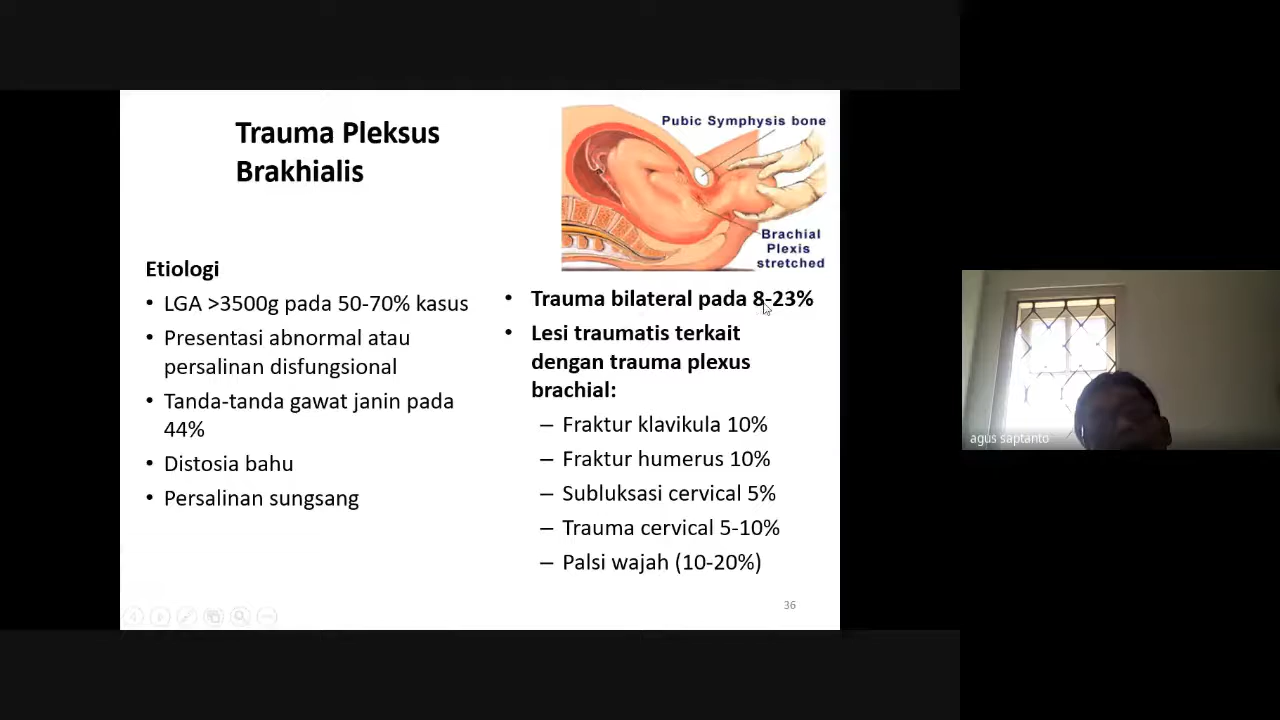 Trauma Pleksus
Brakhialis
Pubic Symphysis bone
Brachial
Plexis
stretched
Etiologi
• LGA >3500g pada 50-70% kasus
• Presentasi abnormal atau
persalinan disfungsional
• Tanda-tanda gawat janin pada
44%
• Distosia bahu
• Persalinan sungsang
• Trauma bilateral pada 8-23%
• Lesi traumatis terkait
dengan trauma plexus
brachial:
– Fraktur klavikula 10%
– Fraktur humerus 10%
– Subluksasi cervical 5%
– Trauma cervical 5-10%
– Palsi wajah (10-20%)
36
agus saptanto